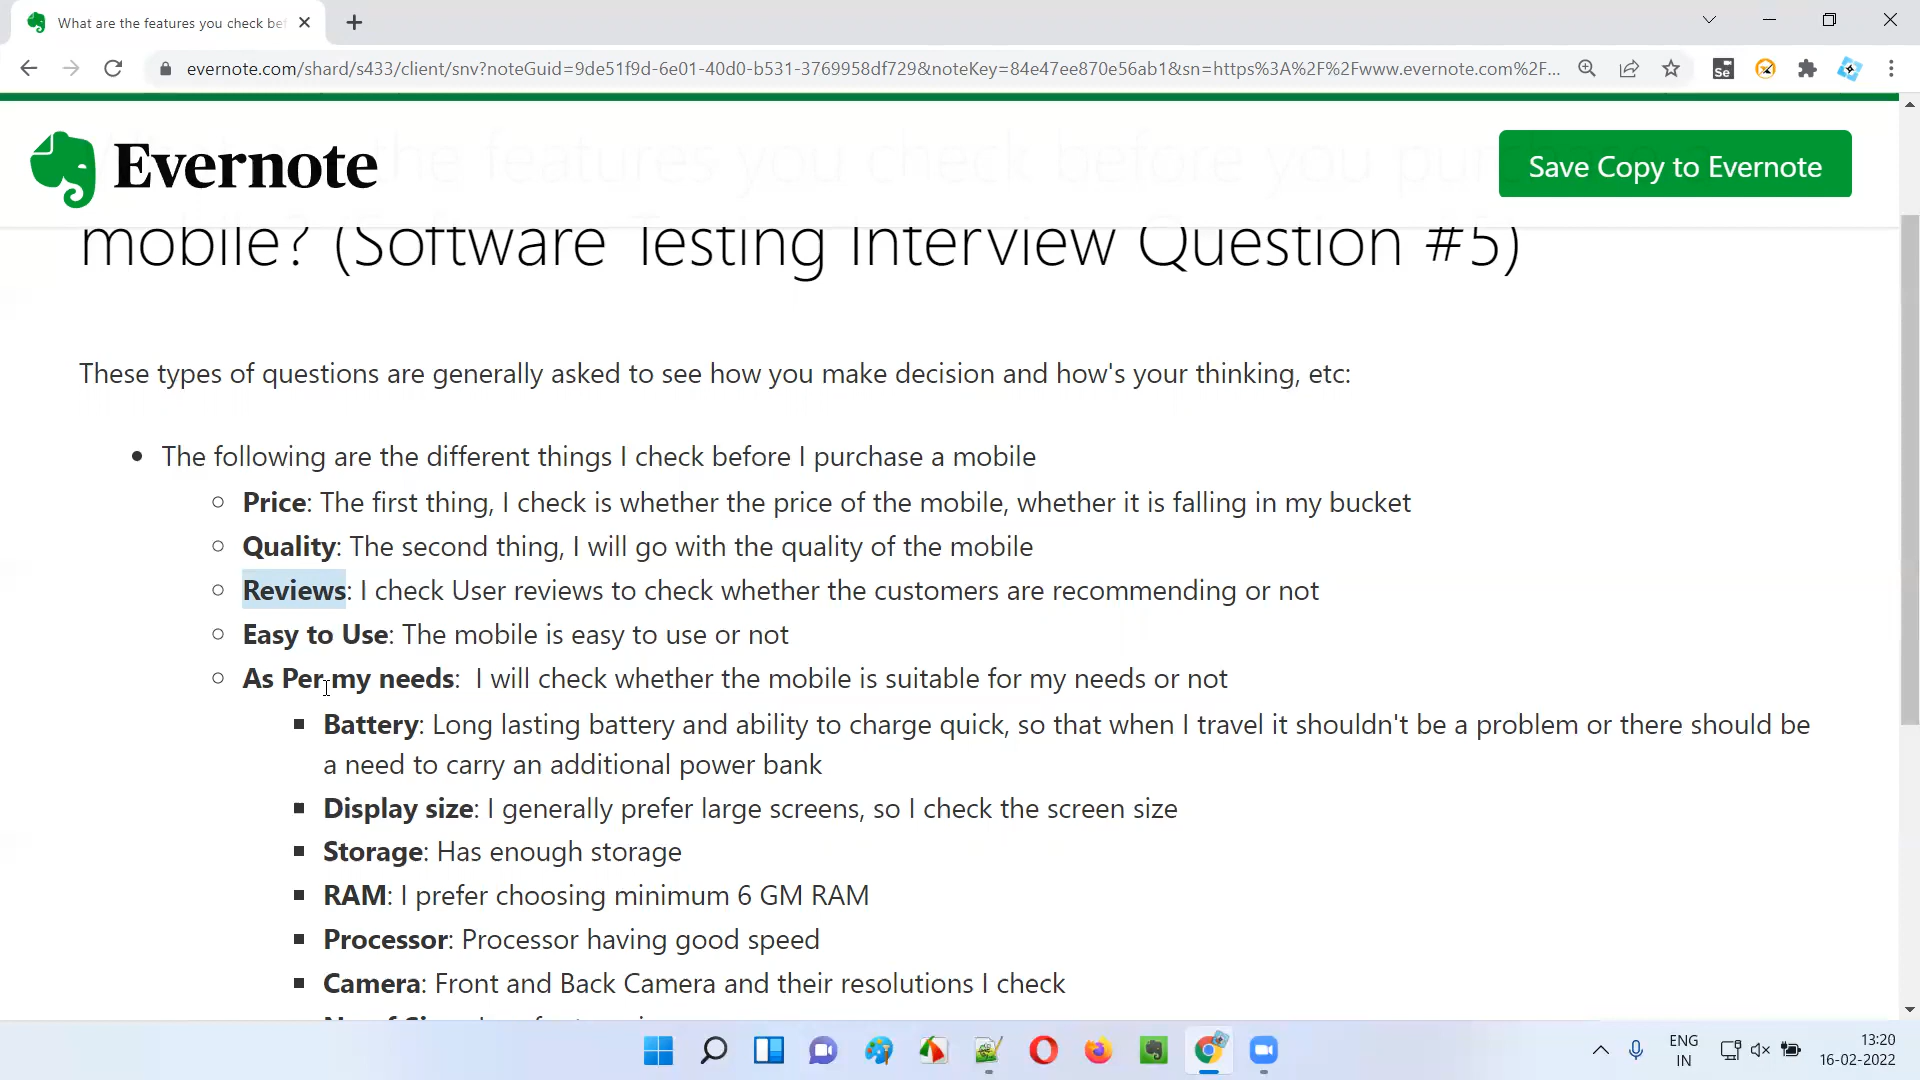 What are the features you check bef
evernote.com/shard/s433/client/snv?noteGuid=9de51f9d-6e01-40d0-b531-3769958df729&noteKey=84e47ee870e56ab1&sn=https%3A%2F%2Fwww.evernote.com%2F...
Se
the features you check before you purc
Evernote
Save Copy to Evernote
mobile? (Software Testing Interview Question #5)
These types of questions are generally asked to see how you make decision and how's your thinking, etc:
• The following are the different things I check before I purchase a mobile
○ Price: The first thing, I check is whether the price of the mobile, whether it is falling in my bucket
○ Quality: The second thing, I will go with the quality of the mobile
○ Reviews: I check User reviews to check whether the customers are recommending or not
○ Easy to Use: The mobile is easy to use or not
○ As Per my needs:  I will check whether the mobile is suitable for my needs or not
▪ Battery: Long lasting battery and ability to charge quick, so that when I travel it shouldn't be a problem or there should be
a need to carry an additional power bank
▪ Display size: I generally prefer large screens, so I check the screen size
▪ Storage: Has enough storage
▪ RAM: I prefer choosing minimum 6 GM RAM
▪ Processor: Processor having good speed
▪ Camera: Front and Back Camera and their resolutions I check
ENG
IN
13:20
16-02-2022